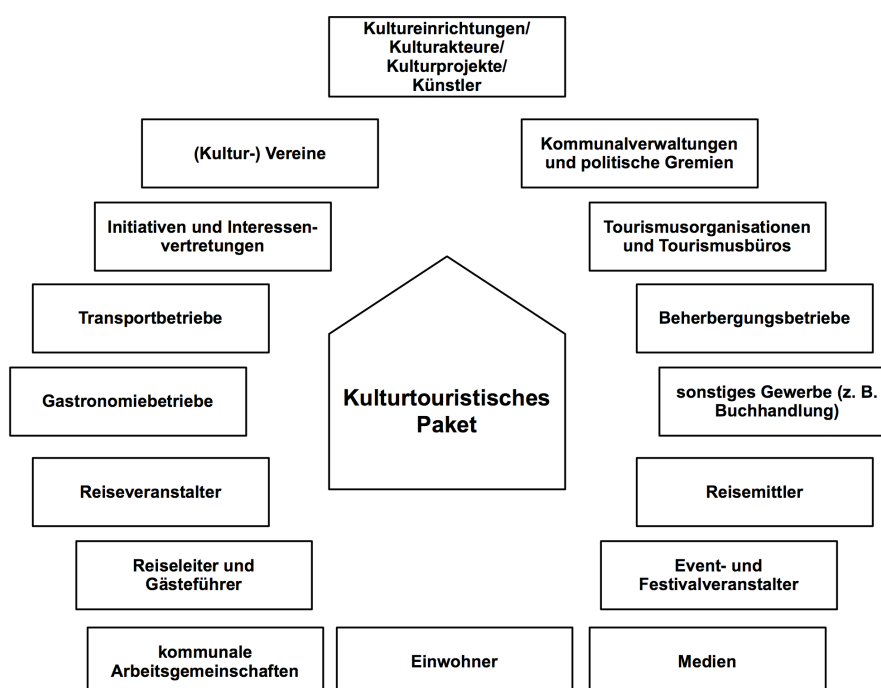 Kultureinrichtungen/
Kulturakteure/
Kulturprojekte/
Künstler
(Kultur-) Vereine
Kommunalverwaltungen
und politische Gremien
Initiativen und Interessen-
vertretungen
Tourismusorganisationen
und Tourismusbüros
Transportbetriebe
Beherbergungsbetriebe
Kulturtouristisches
Paket
Gastronomiebetriebe
sonstiges Gewerbe (z. B.
Buchhandlung)
Reiseveranstalter
Reisemittler
Reiseleiter und
Gästeführer
Event- und
Festivalveranstalter
kommunale
Arbeitsgemeinschaften
Einwohner
Medien